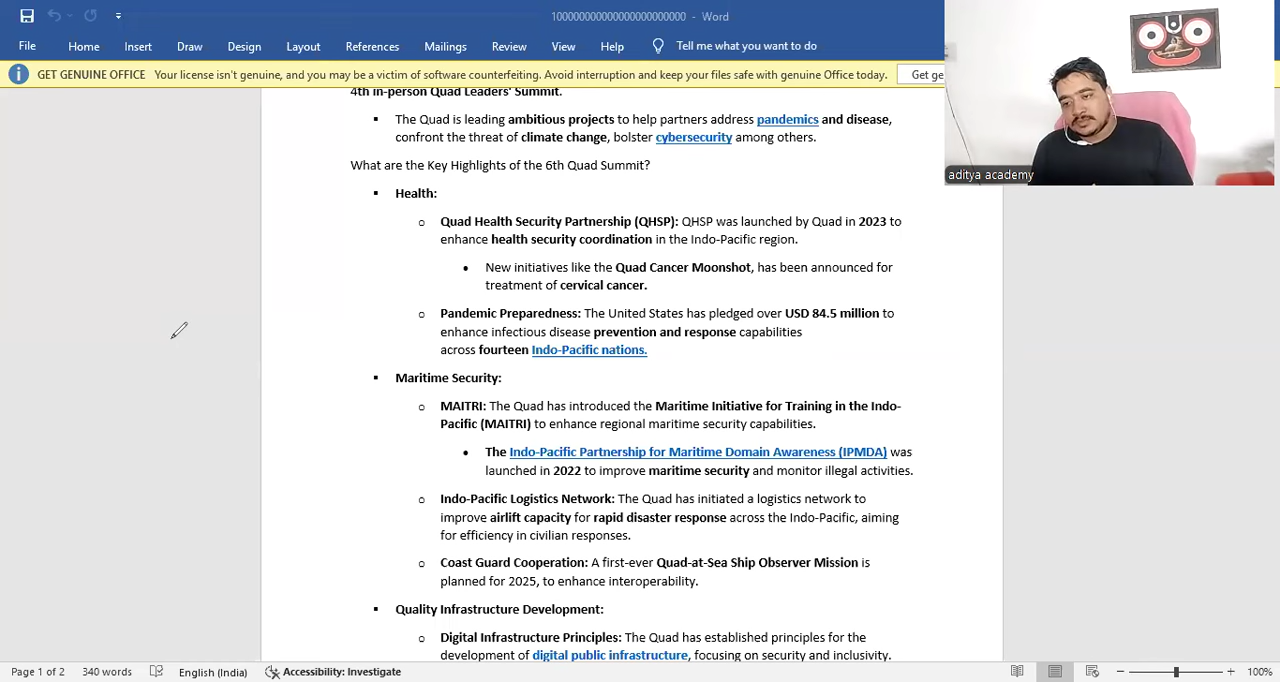 10000000000000000000000 - Word
File Home Insert Draw Design Layout References Mailings Review View Help Tell me what you want to do
GET GENUINE OFFICE Your license isn't genuine, and you may be a victim of software counterfeiting. Avoid interruption and keep your files safe with genuine Office today. Get ge
4th in-person Quad Leaders' Summit.
▪ The Quad is leading ambitious projects to help partners address pandemics and disease,
confront the threat of climate change, bolster cybersecurity among others.
What are the Key Highlights of the 6th Quad Summit?
▪ Health:
o Quad Health Security Partnership (QHSP): QHSP was launched by Quad in 2023 to
enhance health security coordination in the Indo-Pacific region.
• New initiatives like the Quad Cancer Moonshot, has been announced for
treatment of cervical cancer.
o Pandemic Preparedness: The United States has pledged over USD 84.5 million to
enhance infectious disease prevention and response capabilities
across fourteen Indo-Pacific nations.
▪ Maritime Security:
o MAITRI: The Quad has introduced the Maritime Initiative for Training in the Indo-
Pacific (MAITRI) to enhance regional maritime security capabilities.
• The Indo-Pacific Partnership for Maritime Domain Awareness (IPMDA) was
launched in 2022 to improve maritime security and monitor illegal activities.
o Indo-Pacific Logistics Network: The Quad has initiated a logistics network to
improve airlift capacity for rapid disaster response across the Indo-Pacific, aiming
for efficiency in civilian responses.
o Coast Guard Cooperation: A first-ever Quad-at-Sea Ship Observer Mission is
planned for 2025, to enhance interoperability.
▪ Quality Infrastructure Development:
o Digital Infrastructure Principles: The Quad has established principles for the
development of digital public infrastructure, focusing on security and inclusivity.
aditya academy
Page 1 of 2 340 words English (India) Accessibility: Investigate 100%